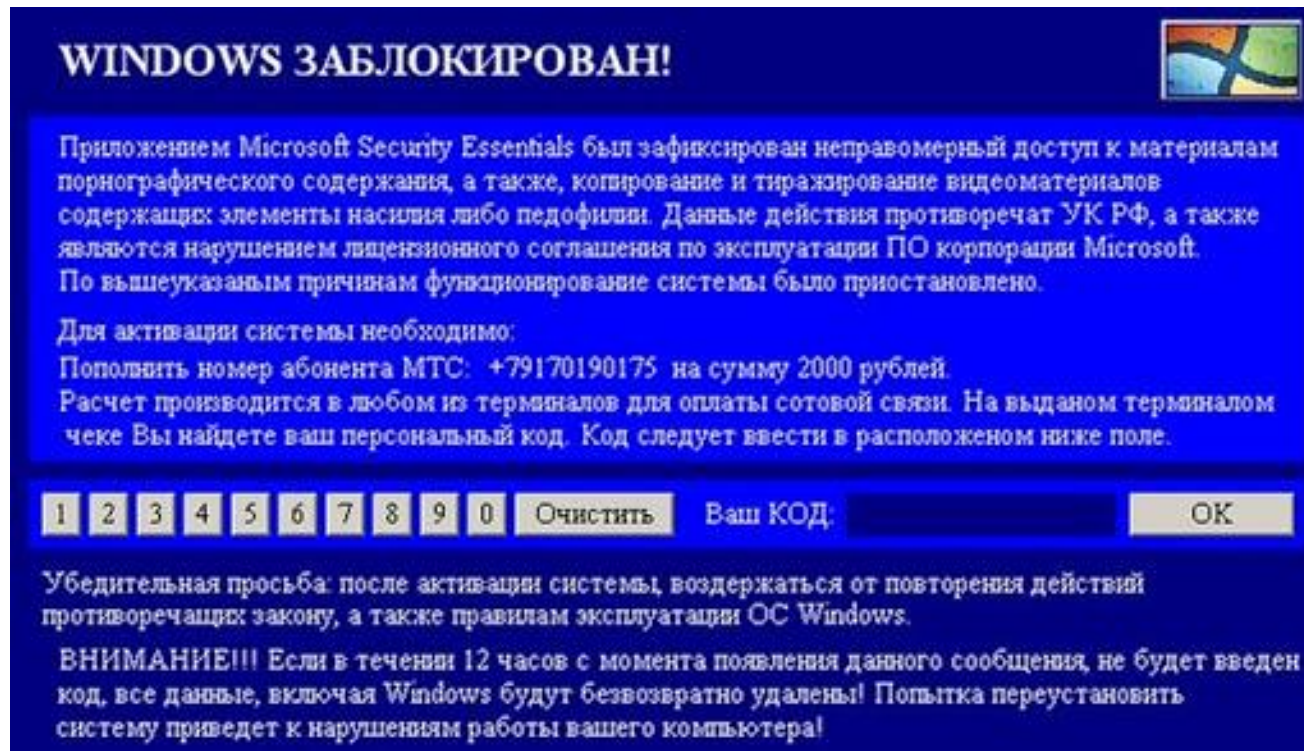 WINDOWS ЗАБЛОКИРОВАН!
Приложением Microsoft Security Essentials был зафиксирован неправомерный доступ к материалам
порнографического содержания, а также, копирование и тиражирование видеоматериалов
содержащих элементы насилия либо педофилии. Данные действия противоречат УК РФ, а также
являются нарушением лицензионного соглашения по эксплуатации ПО корпорации Microsoft.
По вышеуказаным причинам функционирование системы было приостановлено.
Для активации системы необходимо:
Пополнить номер абонента МТС: +79170190175 на сумму 2000 рублей.
Расчет производится в любом из терминалов для оплаты сотовой связи. На выданом терминалом
чеке Вы найдете ваш персональный код. Код следует ввести в расположеном ниже поле.
1 2 3 4 5 6 7 8 9 0 Очистить Ваш КОД: OK
Убедительная просьба: после активации системы, воздержаться от повторения действий
противоречащих закону, а также правилам эксплуатации ОС Windows.
ВНИМАНИЕ!!! Если в течении 12 часов с момента появления данного сообщения, не будет введен
код, все данные, включая Windows будут безвозвратно удалены! Попытка переустановить
систему приведет к нарушениям работы вашего компьютера!